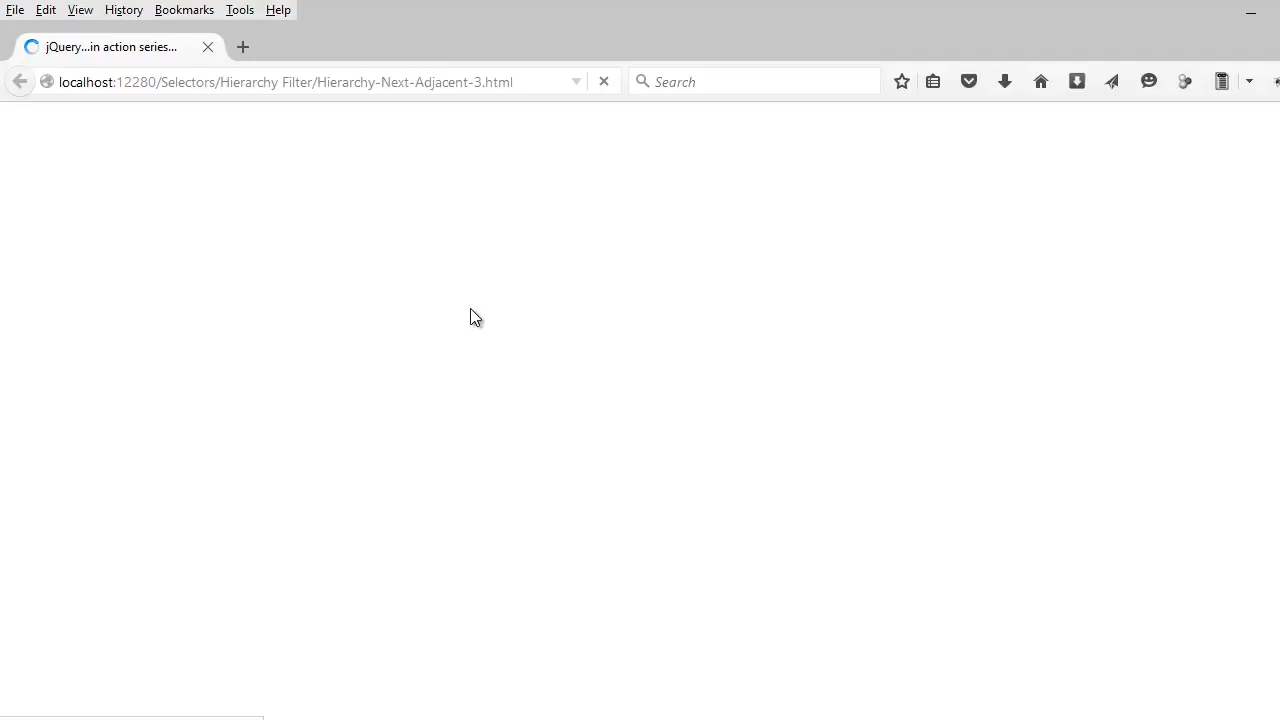 File Edit View History Bookmarks Tools Help
jQuery...in action series...
localhost:12280/Selectors/Hierarchy Filter/Hierarchy-Next-Adjacent-3.html Search